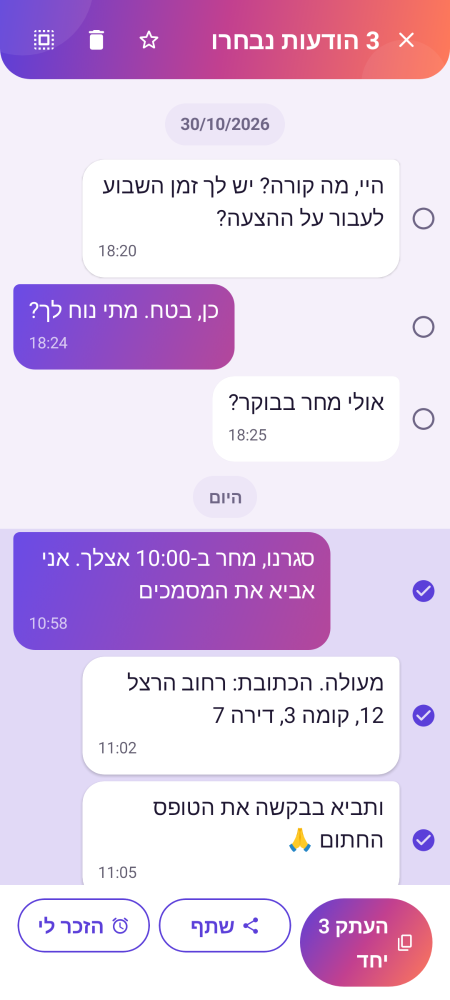 3 הודעות נבחרו
30/10/2026
היי, מה קורה? יש לך זמן השבוע
לעבור על ההצעה?
18:20
כן, בטח. מתי נוח לך?
18:24
אולי מחר בבוקר?
18:25
היום
סגרנו, מחר ב-10:00 אצלך. אני
אביא את המסמכים
10:58
מעולה. הכתובת: רחוב הרצל
12, קומה 3, דירה 7
11:02
ותביא בבקשה את הטופס
החתום 🙏
11:05
העתק 3
יחד
שתף
הזכר לי